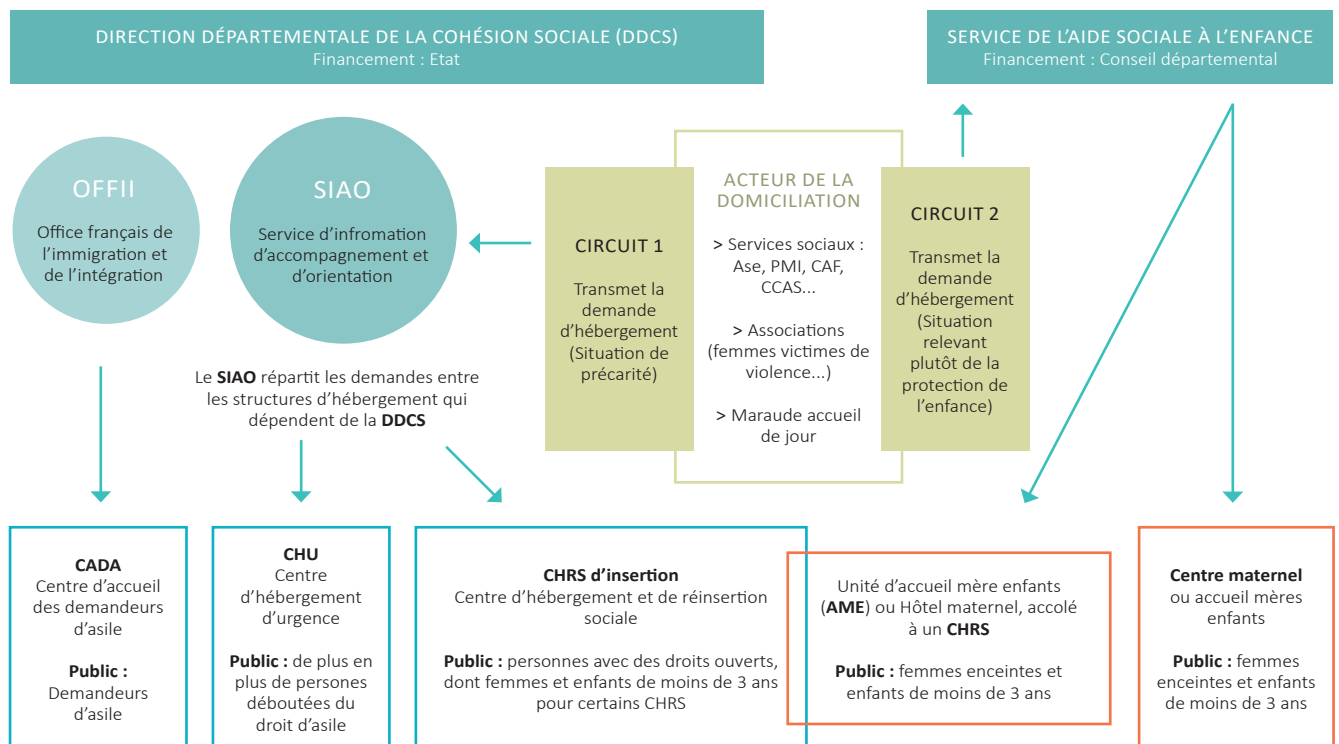 DIRECTION DÉPARTEMENTALE DE LA COHÉSION SOCIALE (DDCS)
Financement : Etat
SERVICE DE L’AIDE SOCIALE À L’ENFANCE
Financement : Conseil départemental
OFFII
Office français de
l’immigration et
de l’intégration
SIAO
Service d’infromation
d’accompagnement et
d’orientation
Le SIAO répartit les demandes entre
les structures d’hébergement qui
dépendent de la DDCS
CIRCUIT 1
Transmet la
demande
d’hébergement
(Situation de
précarité)
ACTEUR DE LA
DOMICILIATION
> Services sociaux :
Ase, PMI, CAF,
CCAS...
> Associations
(femmes victimes de
violence...)
> Maraude accueil
de jour
CIRCUIT 2
Transmet la
demande
d’hébergement
(Situation
relevant
plutôt de la
protection de
l’enfance)
CADA
Centre d’accueil
des demandeurs
d’asile
Public :
Demandeurs
d’asile
CHU
Centre
d’hébergement
d’urgence
Public : de plus en
plus de personnes
déboutées du
droit d’asile
CHRS d’insertion
Centre d’hébergement et de réinsertion
sociale
Public : personnes avec des droits ouverts,
dont femmes et enfants de moins de 3 ans
pour certains CHRS
Unité d’accueil mère enfants
(AME) ou Hôtel maternel, accolé
à un CHRS
Public : femmes enceintes et
enfants de moins de 3 ans
Centre maternel
ou accueil mères
enfants
Public : femmes
enceintes et enfants
de moins de 3 ans